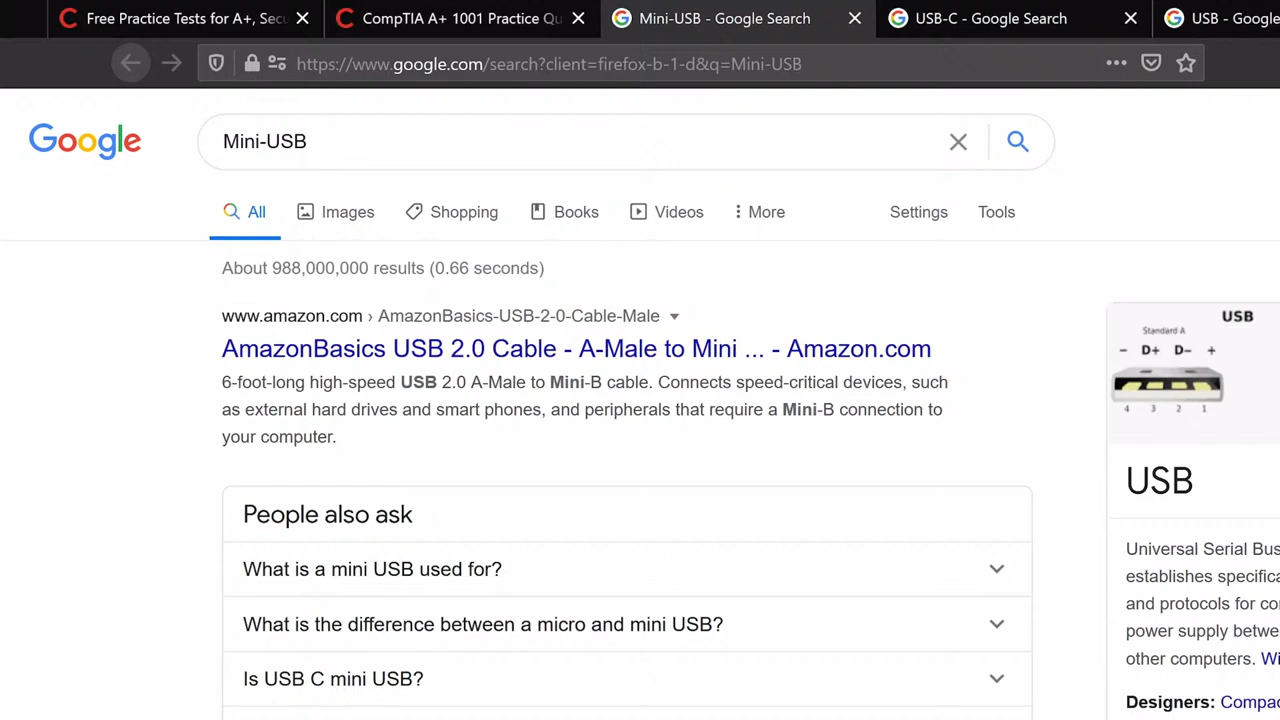 Free Practice Tests for A+, Sec
CompTIA A+ 1001 Practice Qu
Mini-USB - Google Search
USB-C - Google Search
USB - Google
https://www.google.com/search?client=firefox-b-1-d&q=Mini-USB
Google
Mini-USB
All
Images
Shopping
Books
Videos
More
Settings
Tools
About 988,000,000 results (0.66 seconds)
www.amazon.com › AmazonBasics-USB-2-0-Cable-Male
AmazonBasics USB 2.0 Cable - A-Male to Mini ... - Amazon.com
6-foot-long high-speed USB 2.0 A-Male to Mini-B cable. Connects speed-critical devices, such
as external hard drives and smart phones, and peripherals that require a Mini-B connection to
your computer.
People also ask
What is a mini USB used for?
What is the difference between a micro and mini USB?
Is USB C mini USB?
USB
Standard A
− D+ D− +
4 3 2 1
USB
Universal Serial Bus
establishes specifica
and protocols for co
power supply betwe
other computers. Wi
Designers: Compac